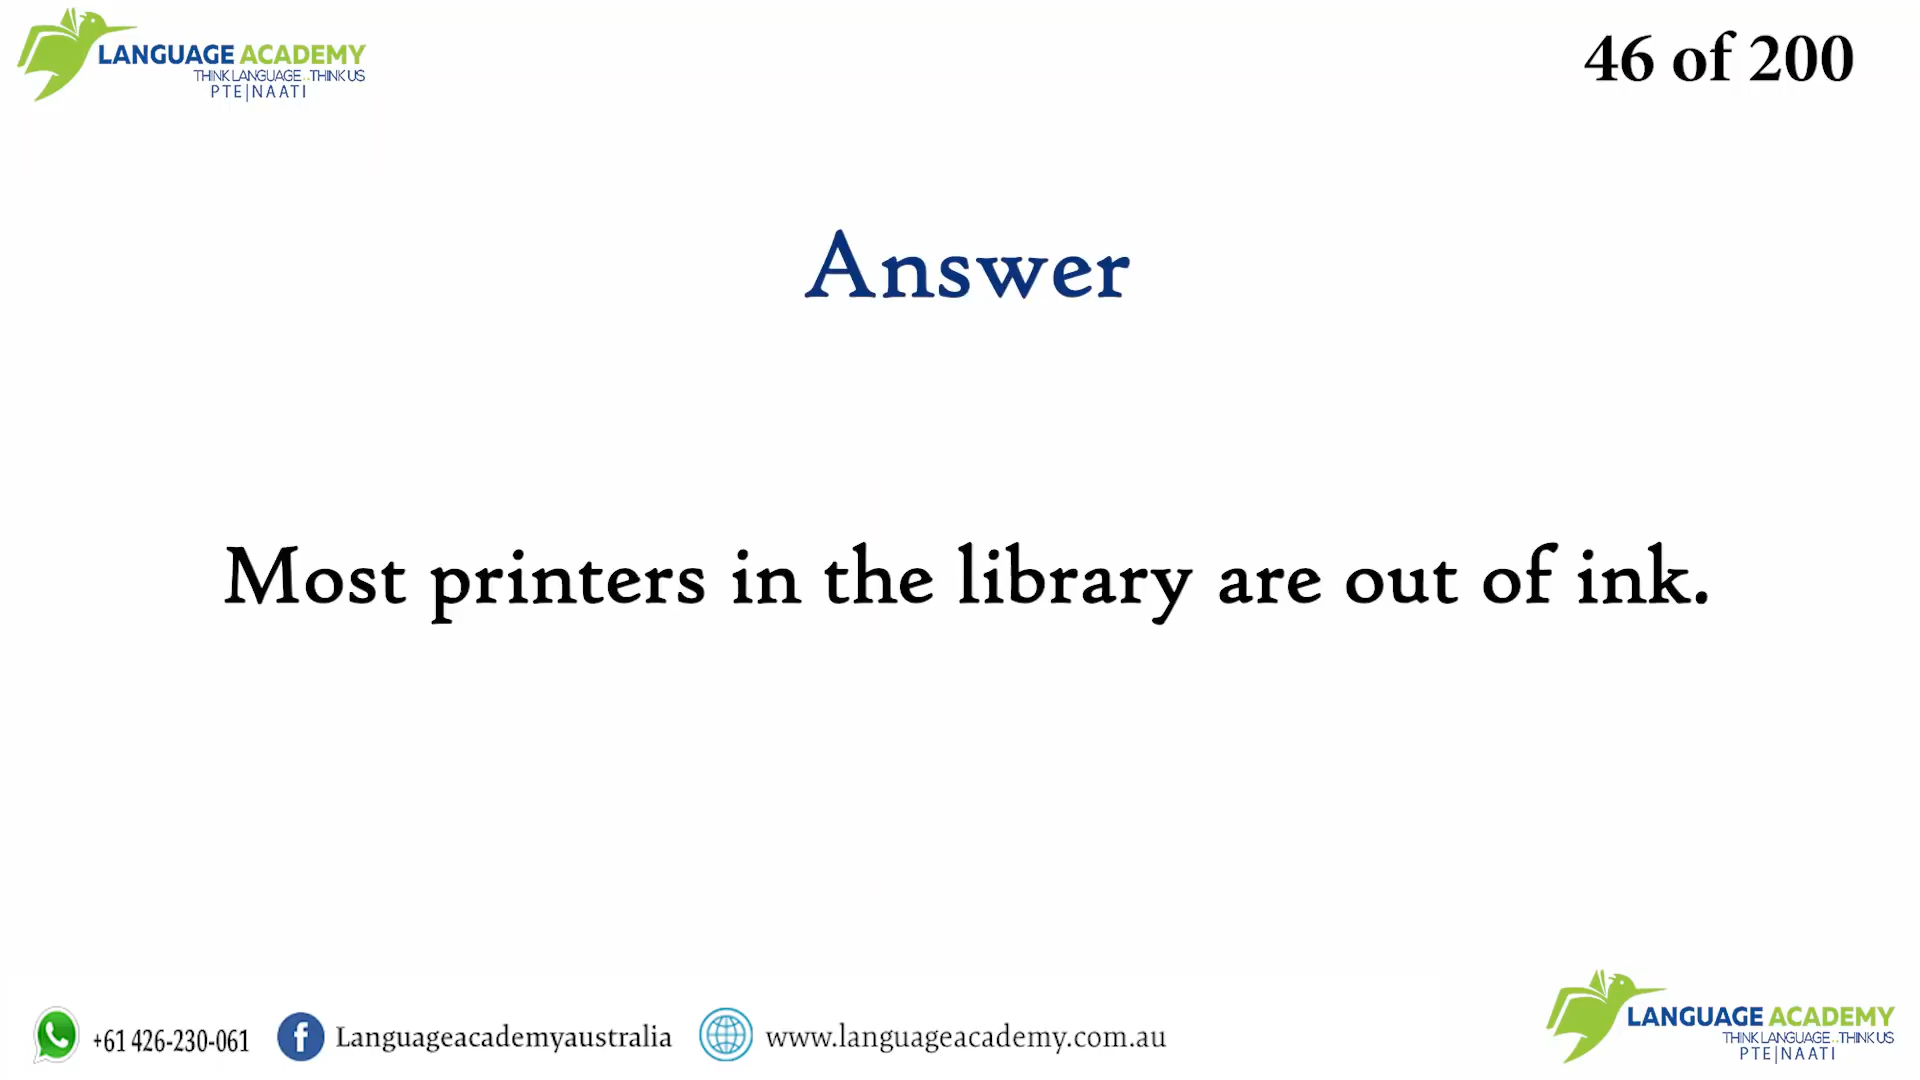 LANGUAGE ACADEMY
THINK LANGUAGE..THINK US
PTE|NAATI
46 of 200
Answer
Most printers in the library are out of ink.
+61 426-230-061
f
Languageacademyaustralia
www.languageacademy.com.au
LANGUAGE ACADEMY
THINK LANGUAGE..THINK US
PTE|NAATI